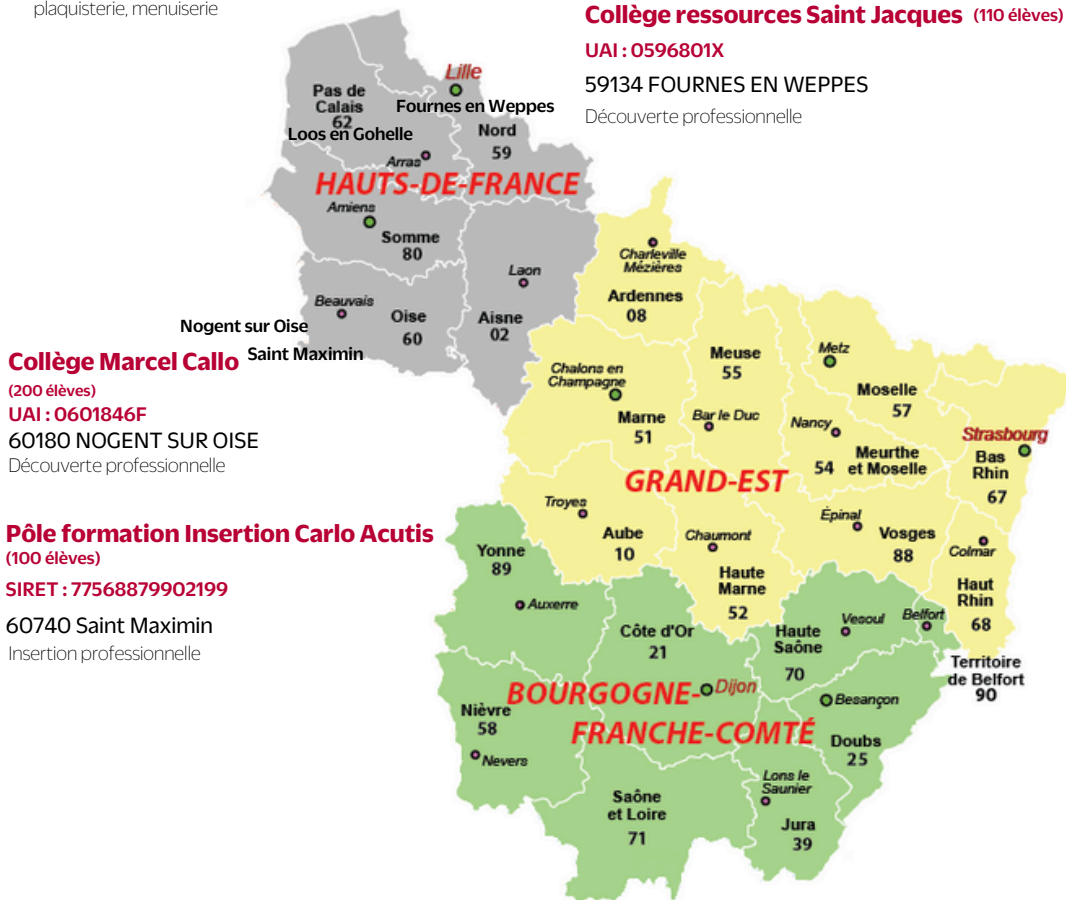 plaquisterie, menuiserie
Collège ressources Saint Jacques (110 élèves)
UAI : 0596801X
59134 FOURNES EN WEPPES
Découverte professionnelle
Lille
Pas de
Calais
62
Fournes en Weppes
Loos en Gohelle
Nord
59
Arras
HAUTS-DE-FRANCE
Amiens
Somme
80
Laon
Beauvais
Oise
60
Aisne
02
Nogent sur Oise
Saint Maximin
Collège Marcel Callo
(200 élèves)
UAI : 0601846F
60180 NOGENT SUR OISE
Découverte professionnelle
Charleville
Mézières
Ardennes
08
Meuse
55
Metz
Chalons en
Champagne
Moselle
57
Marne
51
Bar le Duc
Nancy
Strasbourg
54
Meurthe
et Moselle
Bas
Rhin
67
GRAND-EST
Troyes
Aube
10
Chaumont
Épinal
Vosges
88
Colmar
Haute
Marne
52
Haut
Rhin
68
Pôle formation Insertion Carlo Acutis
(100 élèves)
SIRET : 77568879902199
60740 Saint Maximin
Insertion professionnelle
Yonne
89
Auxerre
Côte d'Or
21
Haute
Saône
70
Vesoul
Belfort
Territoire
de Belfort
90
BOURGOGNE-
FRANCHE-COMTÉ
Dijon
Besançon
Nièvre
58
Nevers
Doubs
25
Saône
et Loire
71
Lons le
Saunier
Jura
39